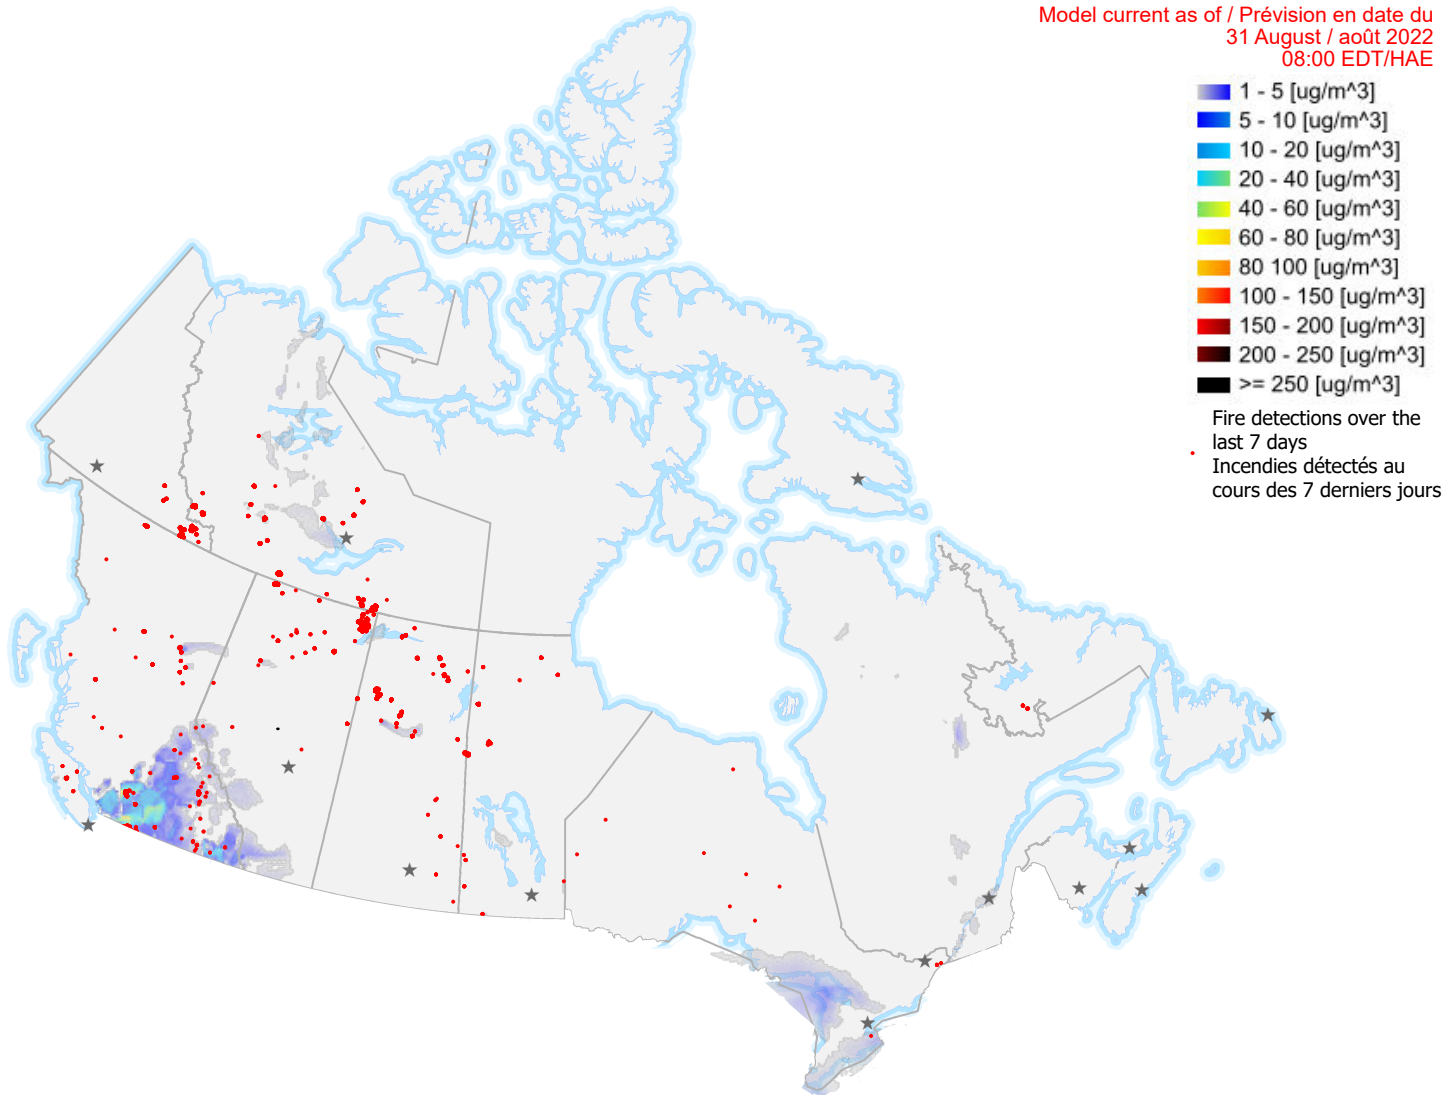 Model current as of / Prévision en date du
31 August / août 2022
08:00 EDT/HAE
1 - 5 [ug/m^3]
5 - 10 [ug/m^3]
10 - 20 [ug/m^3]
20 - 40 [ug/m^3]
40 - 60 [ug/m^3]
60 - 80 [ug/m^3]
80 100 [ug/m^3]
100 - 150 [ug/m^3]
150 - 200 [ug/m^3]
200 - 250 [ug/m^3]
>= 250 [ug/m^3]
Fire detections over the
last 7 days
Incendies détectés au
cours des 7 derniers jours